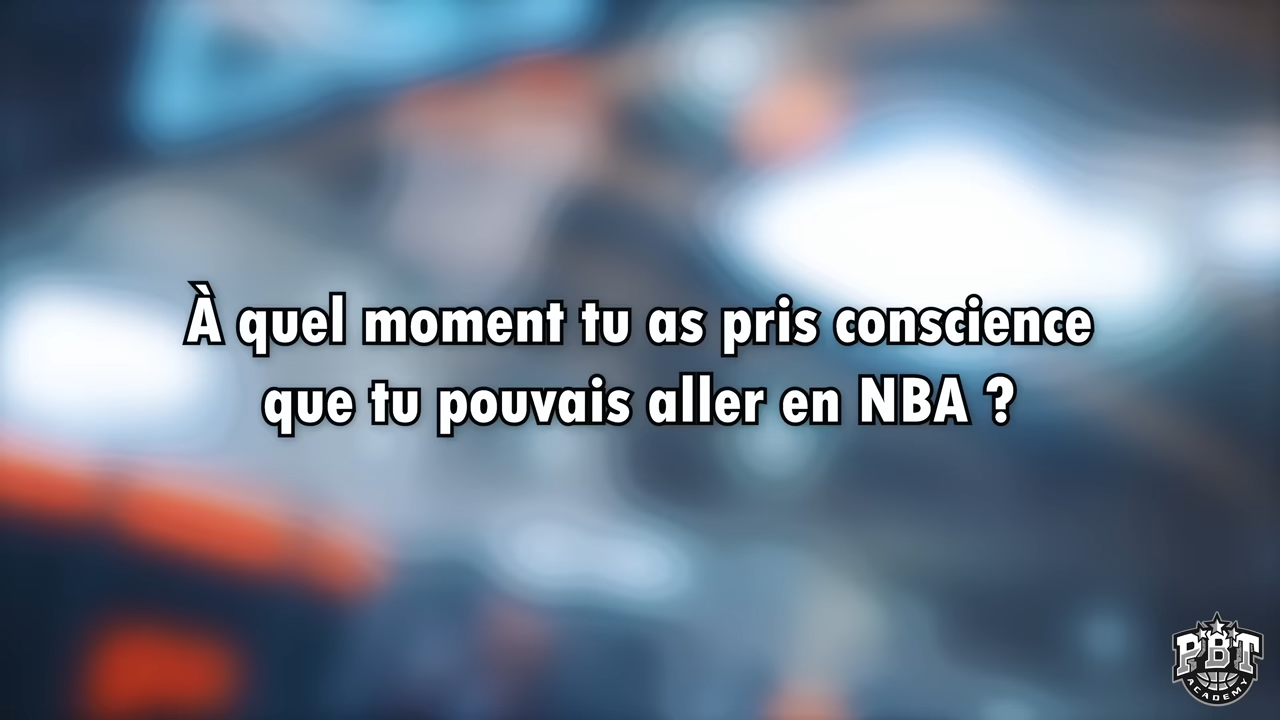 À quel moment tu as pris conscience
que tu pouvais aller en NBA ?
PBT
ACADEMY